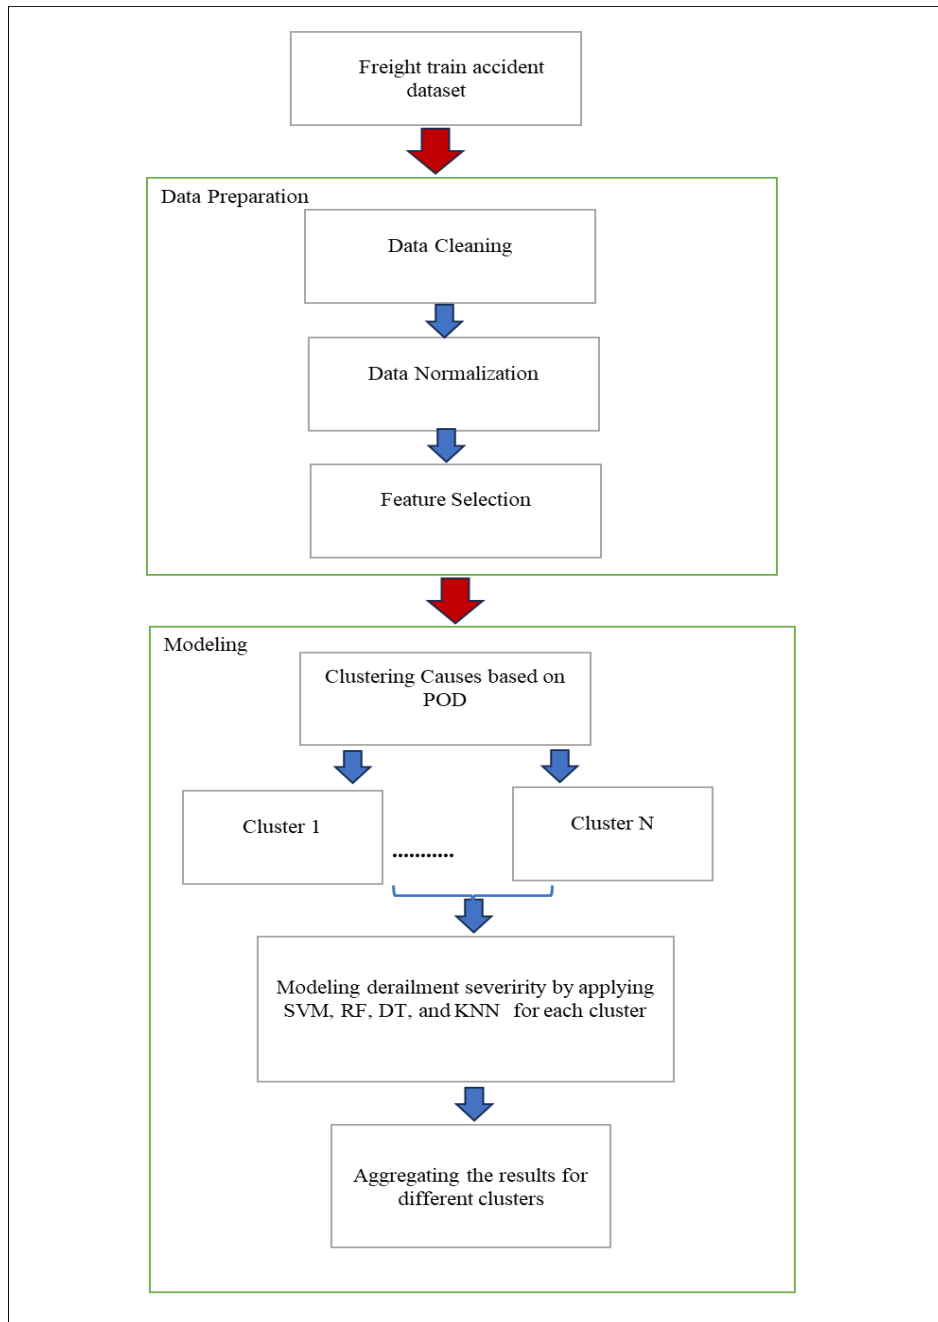 Freight train accident
dataset
Data Preparation
Data Cleaning
Data Normalization
Feature Selection
Modeling
Clustering Causes based on
POD
Cluster 1
Cluster N
...........
Modeling derailment severirity by applying
SVM, RF, DT, and KNN for each cluster
Aggregating the results for
different clusters